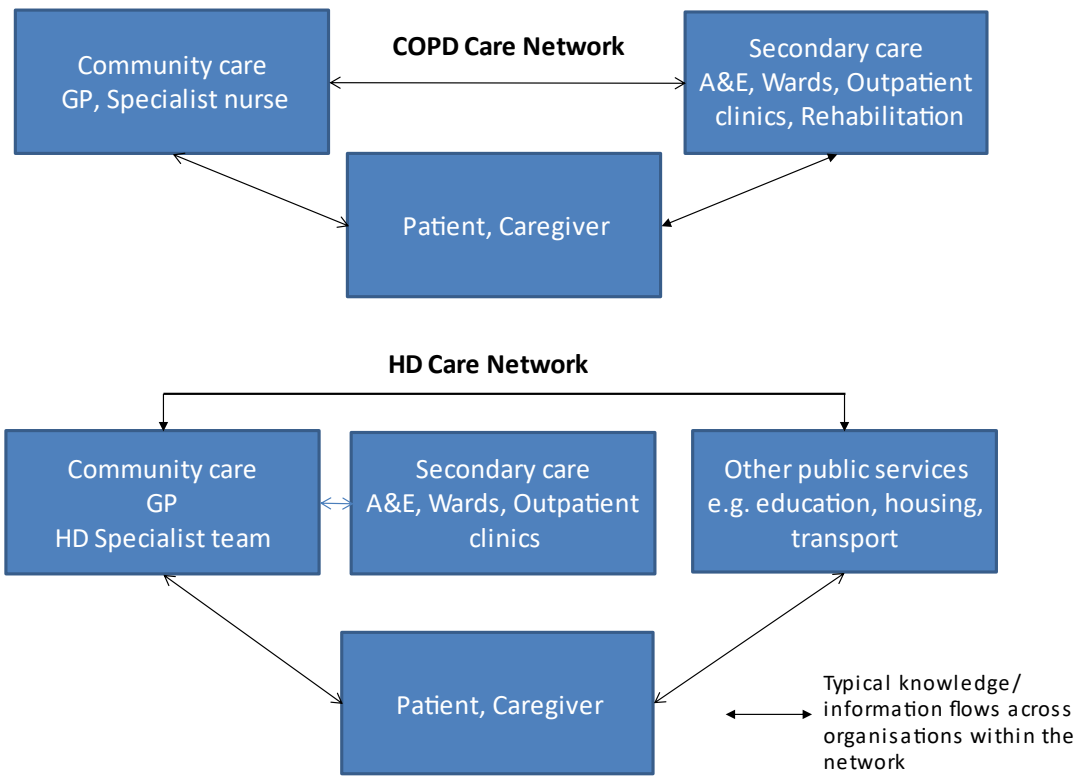 COPD Care Network
Community care
GP, Specialist nurse
Secondary care
A&E, Wards, Outpatient
clinics, Rehabilitation
Patient, Caregiver
HD Care Network
Community care
GP
HD Specialist team
Secondary care
A&E, Wards, Outpatient
clinics
Other public services
e.g. education, housing,
transport
Patient, Caregiver
Typical knowledge/
information flows across
organisations within the
network